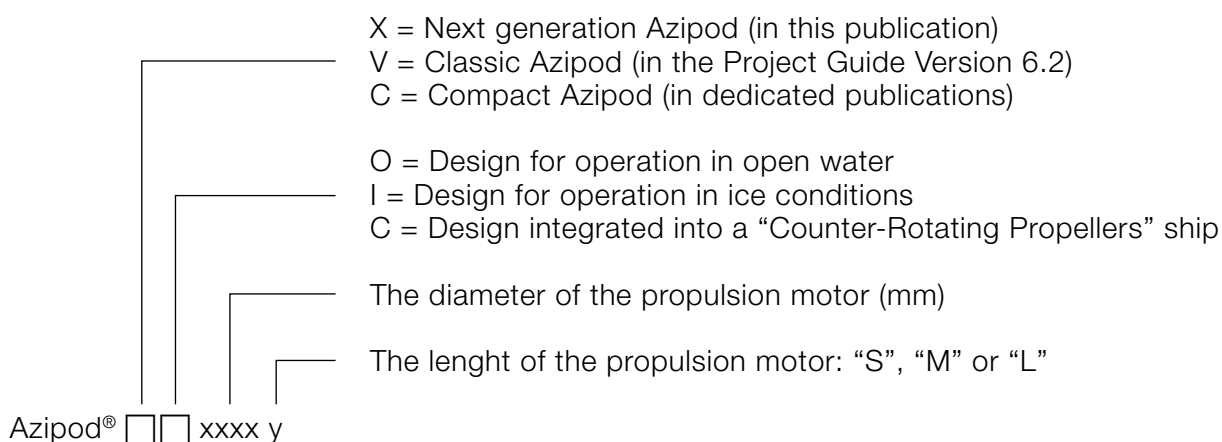 X = Next generation Azipod (in this publication)
V = Classic Azipod (in the Project Guide Version 6.2)
C = Compact Azipod (in dedicated publications)
O = Design for operation in open water
I = Design for operation in ice conditions
C = Design integrated into a “Counter-Rotating Propellers” ship
The diameter of the propulsion motor (mm)
The lenght of the propulsion motor: “S”, “M” or “L”
Azipod® □□ xxxx y